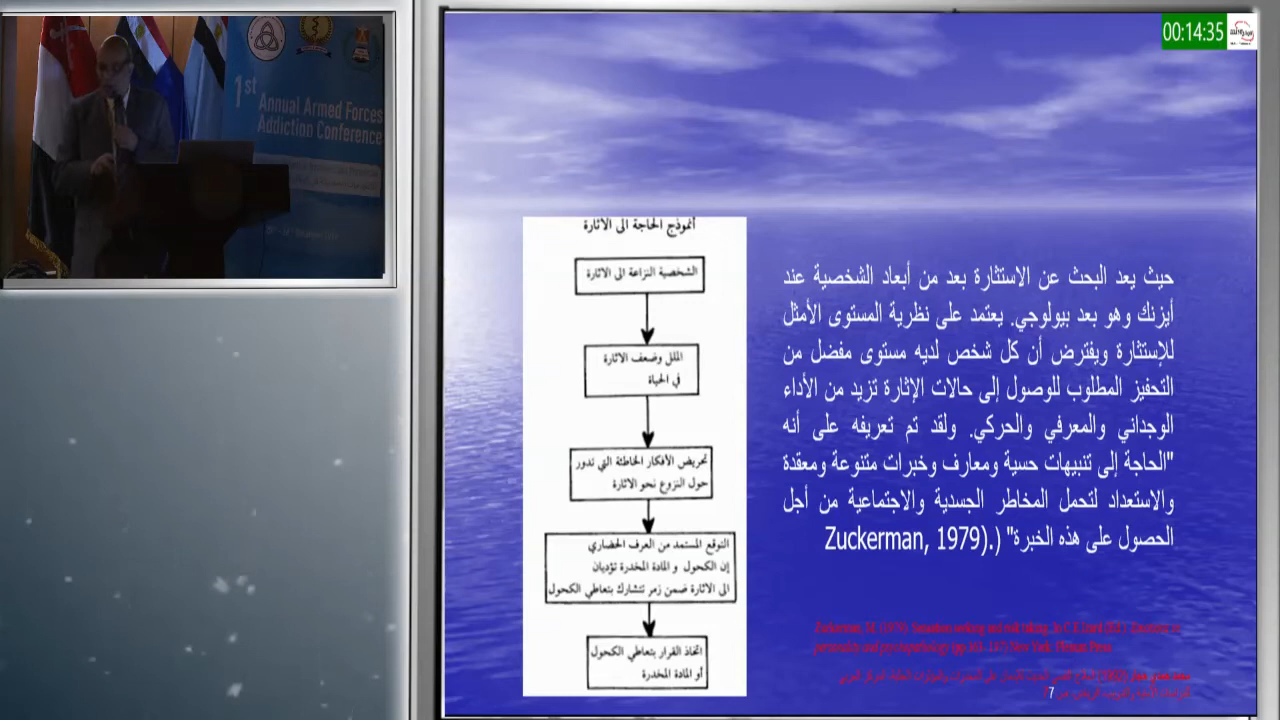 1st
Annual Armed Forces
Addiction Conference
00:14:35
أنموذج الحاجة الى الاثارة
الشخصية النزاعة الى الاثارة
الملل وضعف الاثارة
في الحياة
تحريض الأفكار الخاطئة التي تدور
حول النزوع نحو الاثارة
التوقع المستمد من العرف الحضاري
إن الكحول و المادة المخدرة تؤديان
الى الاثارة ضمن زمر تتشارك بتعاطي الكحول
اتخاذ القرار بتعاطي الكحول
أو المادة المخدرة
حيث يعد البحث عن الاستثارة بعد من أبعاد الشخصية عند
أيزنك وهو بعد بيولوجي. يعتمد على نظرية المستوى الأمثل
للإستثارة ويفترض أن كل شخص لديه مستوى مفضل من
التحفيز المطلوب للوصول إلى حالات الإثارة تزيد من الأداء
الوجداني والمعرفي والحركي. ولقد تم تعريفه على أنه
"الحاجة إلى تنبيهات حسية ومعارف وخبرات متنوعة ومعقدة
والاستعداد لتحمل المخاطر الجسدية والاجتماعية من أجل
الحصول على هذه الخبرة" (.(Zuckerman, 1979
Zuckerman, M. (1979). Sensation seeking and risk taking. In C. E. Izard (Ed.), Emotions in
personality and psychopathology (pp 163- 197) New York: Plenum Press.
7